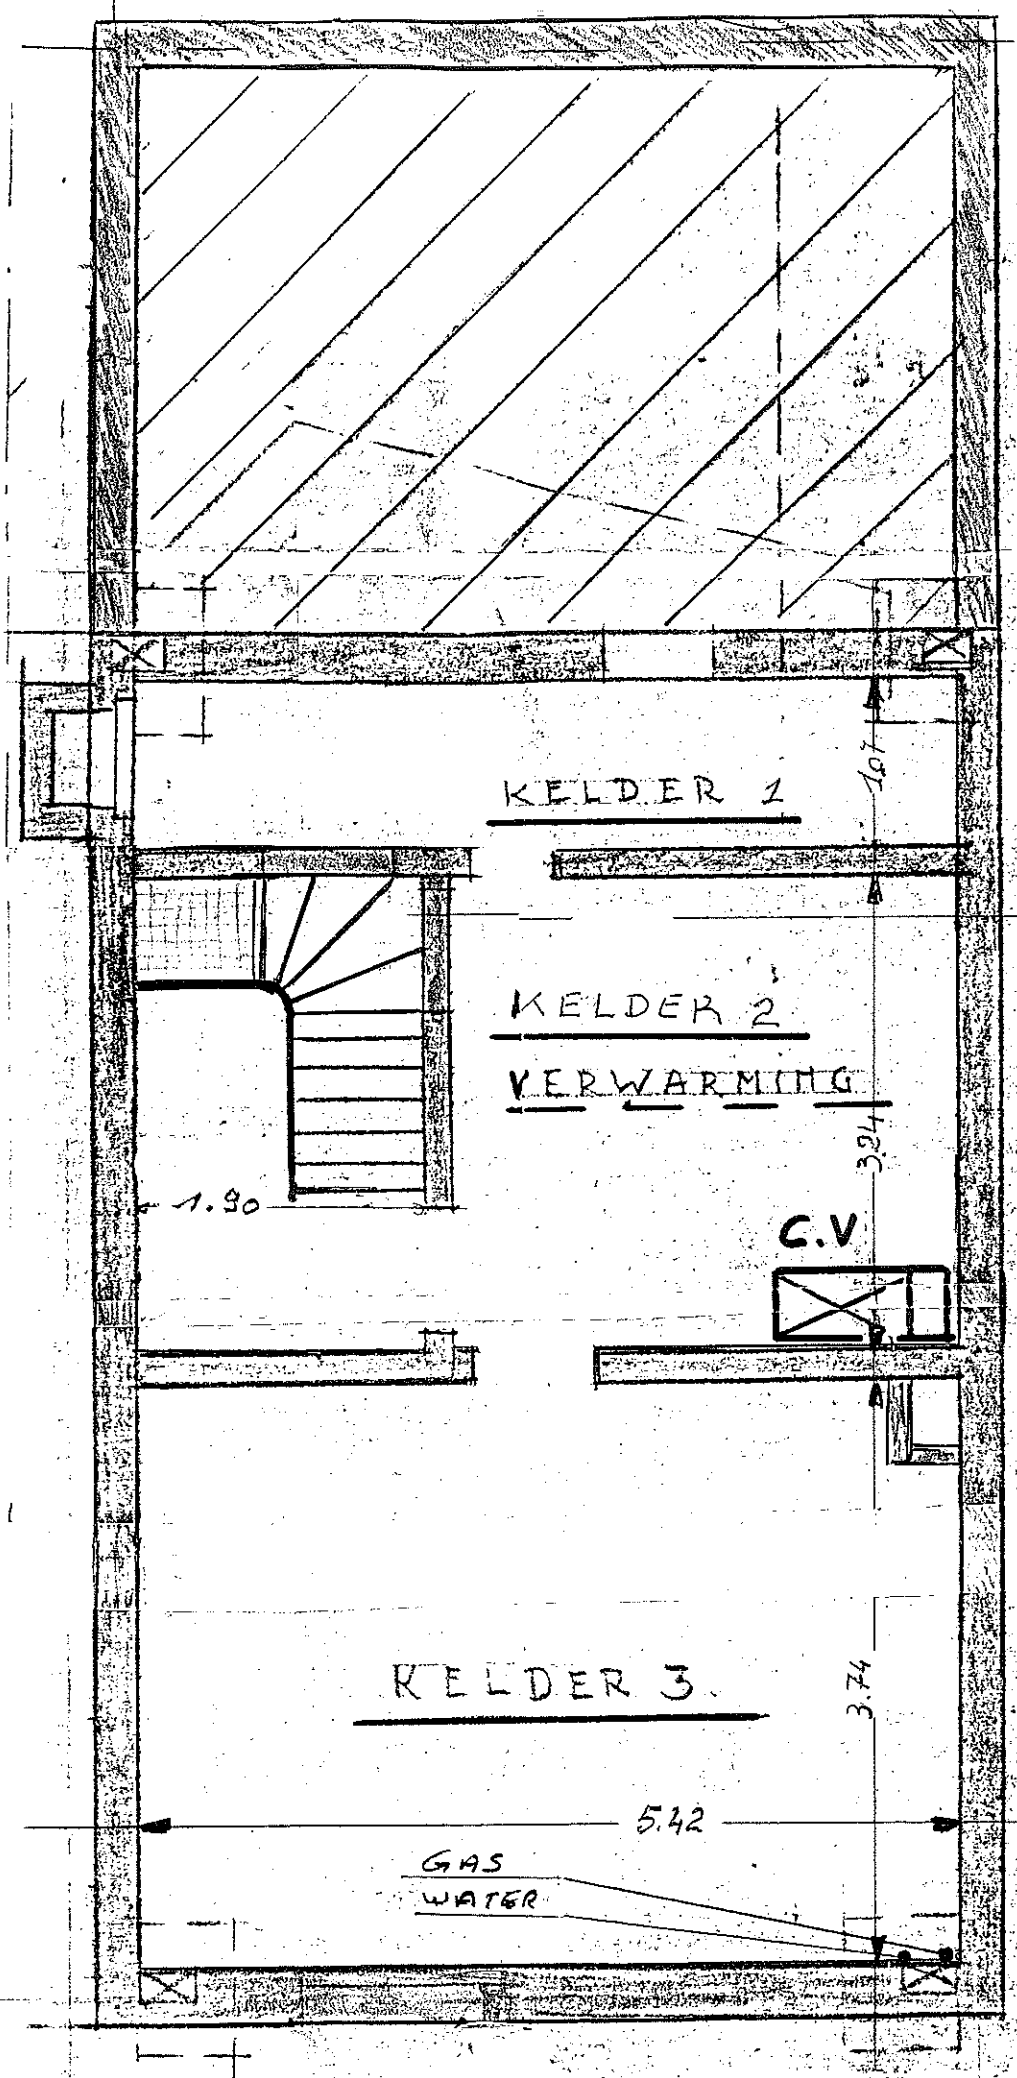 KELDER 1
1,07
KELDER 2
VERWARMING
3.24
1.90
C.V
KELDER 3.
3.74
5.42
GAS
WATER